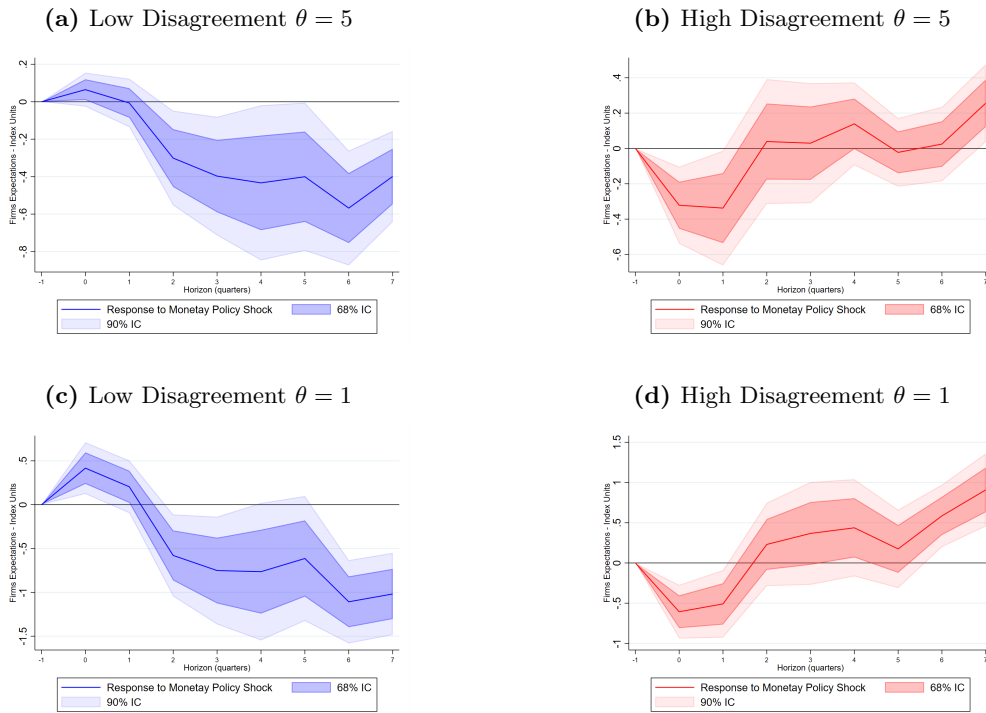 (a) Low Disagreement θ = 5
(b) High Disagreement θ = 5
Firms Expectations - Index Units
.2
0
-.2
-.4
-.6
-.8
-1 0 1 2 3 4 5 6 7
Horizon (quarters)
Response to Monetay Policy Shock 68% IC
90% IC
Firms Expectations - Index Units
.4
.2
0
-.2
-.4
-.6
-1 0 1 2 3 4 5 6 7
Horizon (quarters)
Response to Monetay Policy Shock 68% IC
90% IC
(c) Low Disagreement θ = 1
(d) High Disagreement θ = 1
Firms Expectations - Index Units
.5
0
-.5
-1
-1.5
-1 0 1 2 3 4 5 6 7
Horizon (quarters)
Response to Monetay Policy Shock 68% IC
90% IC
Firms Expectations - Index Units
1.5
1
.5
0
-.5
-1
-1 0 1 2 3 4 5 6 7
Horizon (quarters)
Response to Monetay Policy Shock 68% IC
90% IC